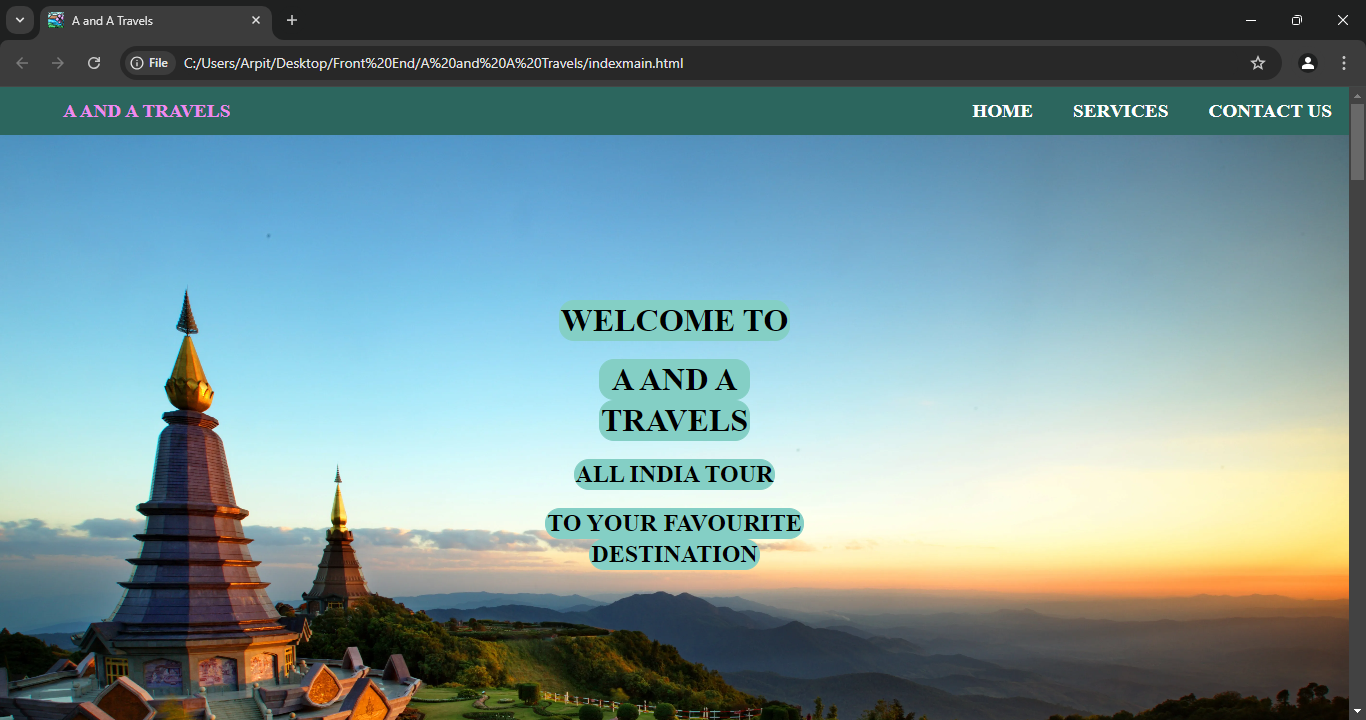 A and A Travels
File
C:/Users/Arpit/Desktop/Front%20End/A%20and%20A%20Travels/indexmain.html
A AND A TRAVELS
HOME
SERVICES
CONTACT US
WELCOME TO
A AND A
TRAVELS
ALL INDIA TOUR
TO YOUR FAVOURITE
DESTINATION